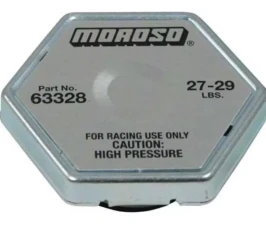 MOROSO®
Part No.
63328
27-29
LBS.
FOR RACING USE ONLY
CAUTION:
HIGH PRESSURE